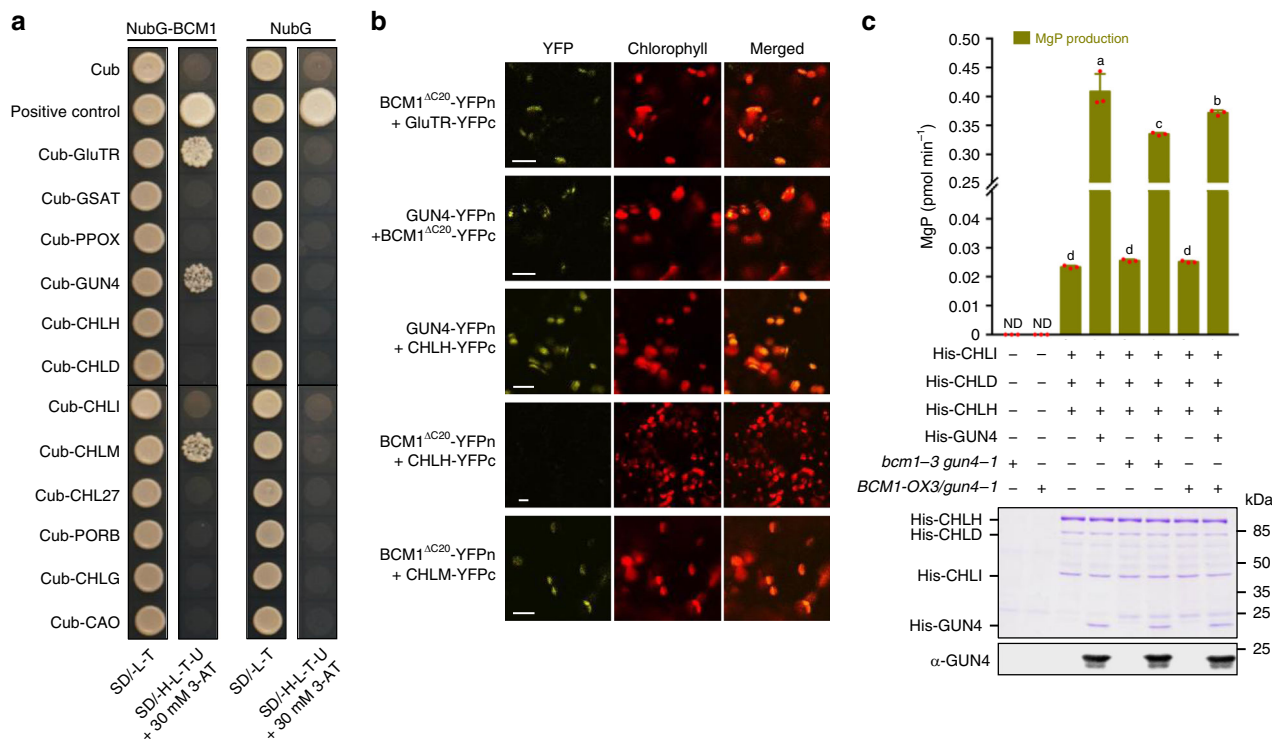 a
NubG-BCM1
NubG
Cub
Positive control
Cub-GluTR
Cub-GSAT
Cub-PPOX
Cub-GUN4
Cub-CHLH
Cub-CHLD
Cub-CHLI
Cub-CHLM
Cub-CHL27
Cub-PORB
Cub-CHLG
Cub-CAO
SD/-L-T
SD/-H-L-T-U
+ 30 mM 3-AT
SD/-L-T
SD/-H-L-T-U
+ 30 mM 3-AT
b
YFP Chlorophyll Merged
BCM1ΔC20-YFPn
+ GluTR-YFPc
GUN4-YFPn
+BCM1ΔC20-YFPc
GUN4-YFPn
+ CHLH-YFPc
BCM1ΔC20-YFPn
+ CHLH-YFPc
BCM1ΔC20-YFPn
+ CHLM-YFPc
c
MgP production
MgP (pmol min⁻¹)
0.50
0.45
0.40
0.35
0.30
0.25
0.04
0.03
0.02
0.01
0
ND ND d a d c d b
His-CHLI – – + + + + + +
His-CHLD – – + + + + + +
His-CHLH – – + + + + + +
His-GUN4 – – – + – + – +
bcm1–3 gun4–1 + – – – + + – –
BCM1-OX3/gun4–1 – + – – – – + +
kDa
His-CHLH
His-CHLD
His-CHLI
His-GUN4
85
50
35
25
α-GUN4
25